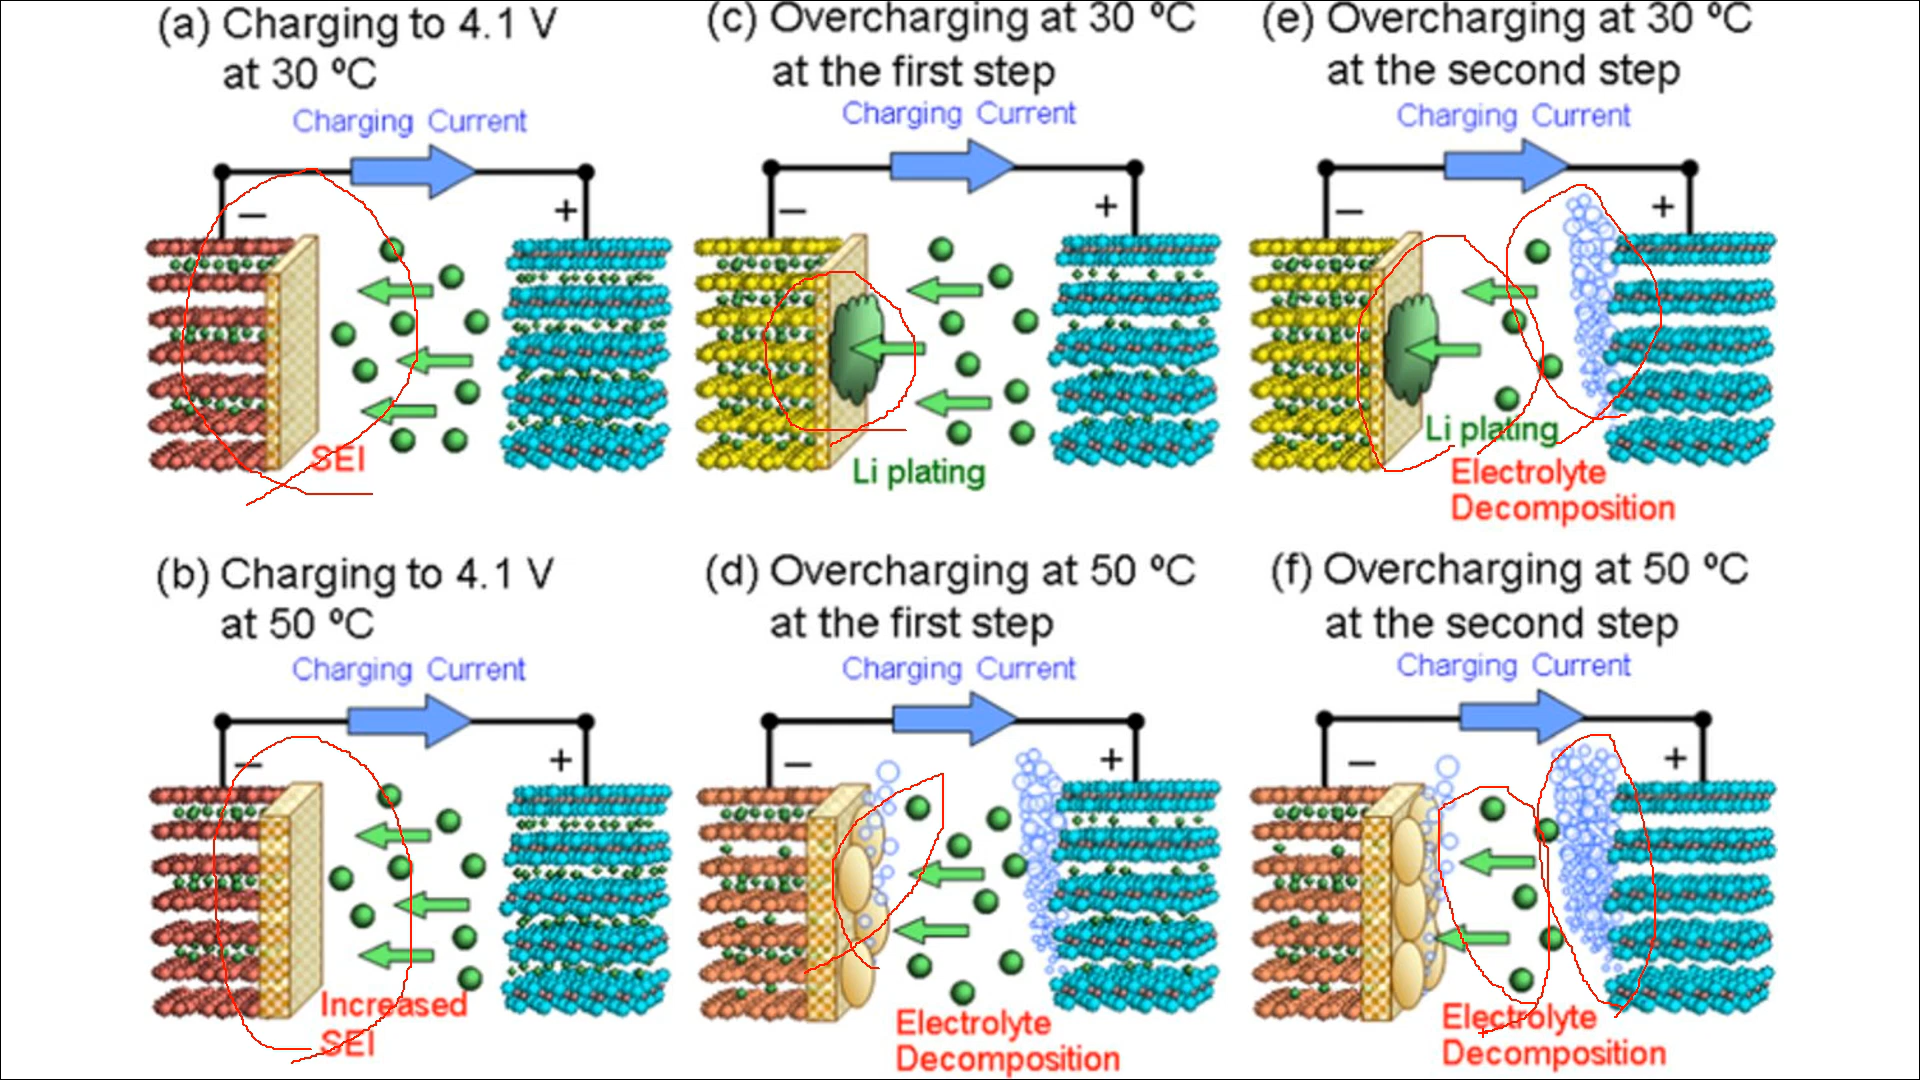 (a) Charging to 4.1 V
at 30 ºC
Charging Current
–
+
SEI
(c) Overcharging at 30 ºC
at the first step
Charging Current
–
+
Li plating
(e) Overcharging at 30 ºC
at the second step
Charging Current
–
+
Li plating
Electrolyte
Decomposition
(b) Charging to 4.1 V
at 50 ºC
Charging Current
–
+
Increased
SEI
(d) Overcharging at 50 ºC
at the first step
Charging Current
–
+
Electrolyte
Decomposition
(f) Overcharging at 50 ºC
at the second step
Charging Current
–
+
Electrolyte
Decomposition